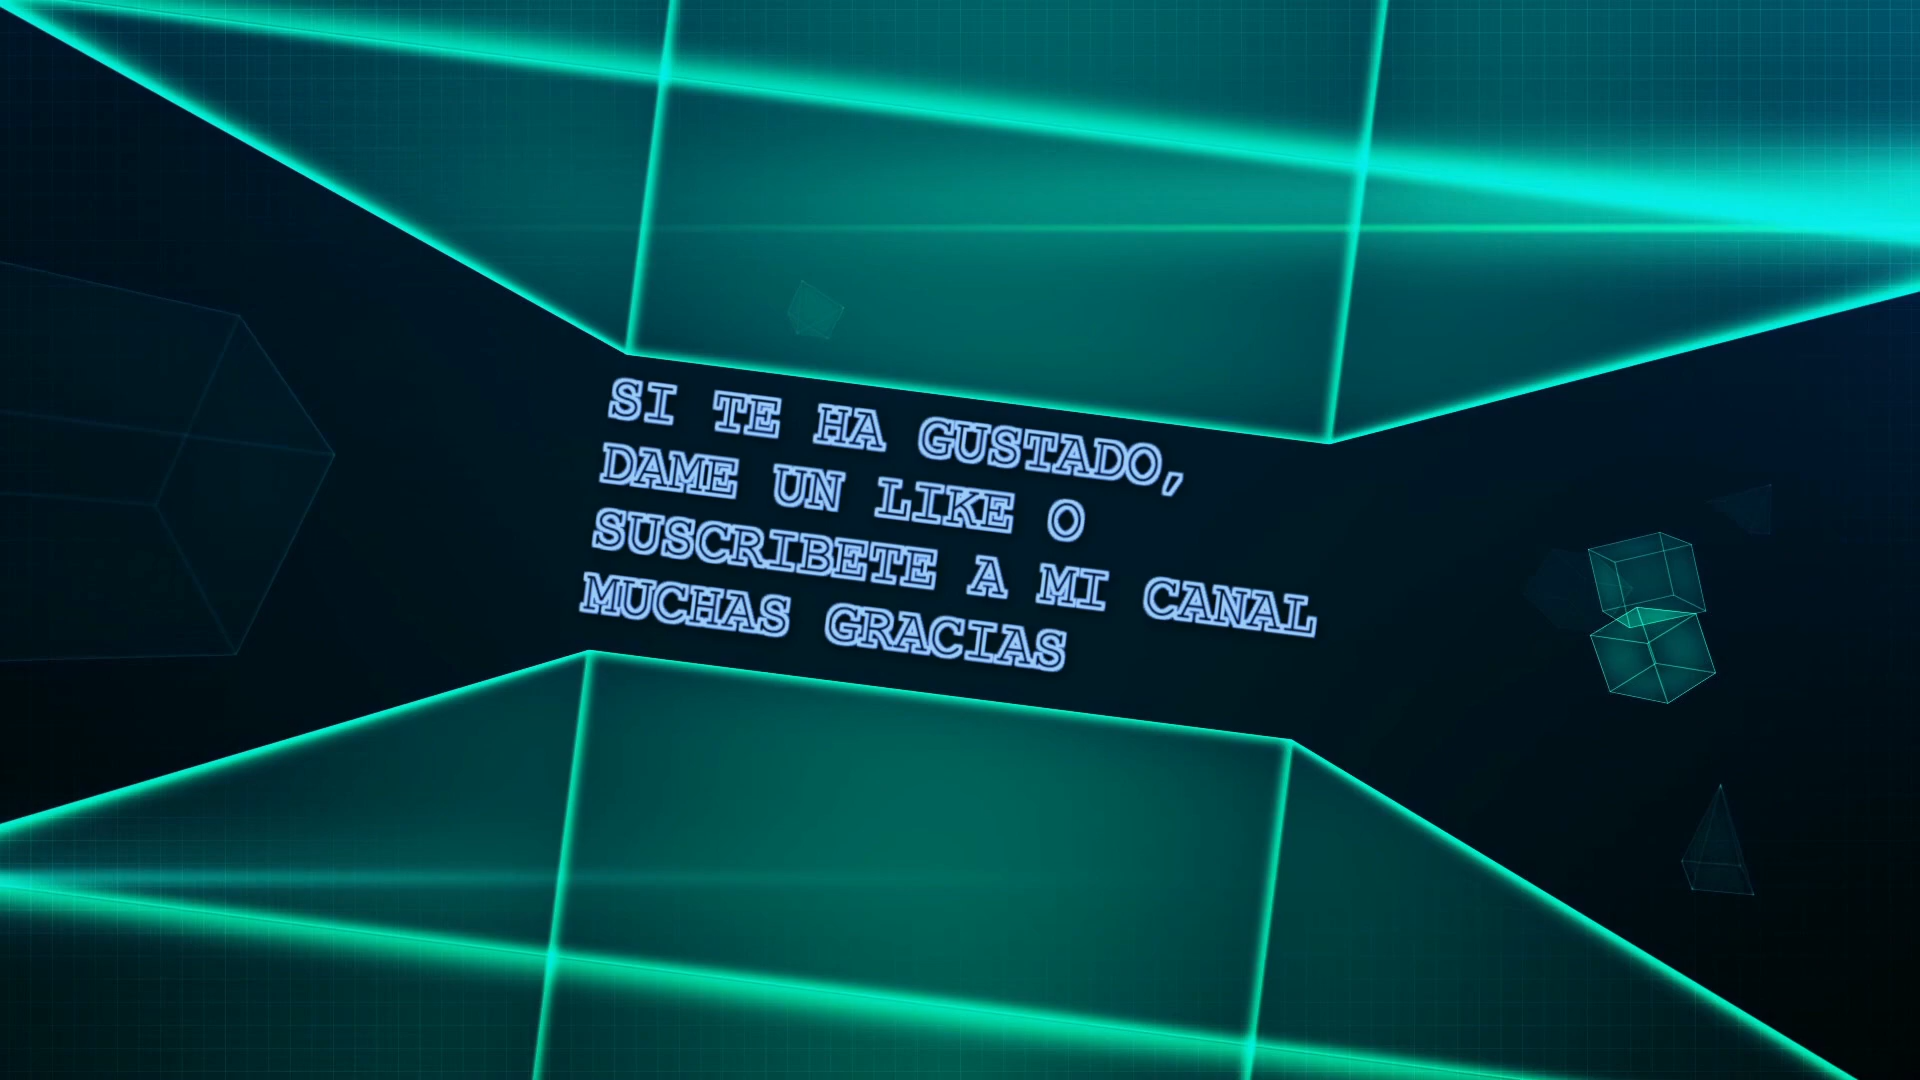 SI TE HA GUSTADO,
DAME UN LIKE O
SUSCRIBETE A MI CANAL
MUCHAS GRACIAS